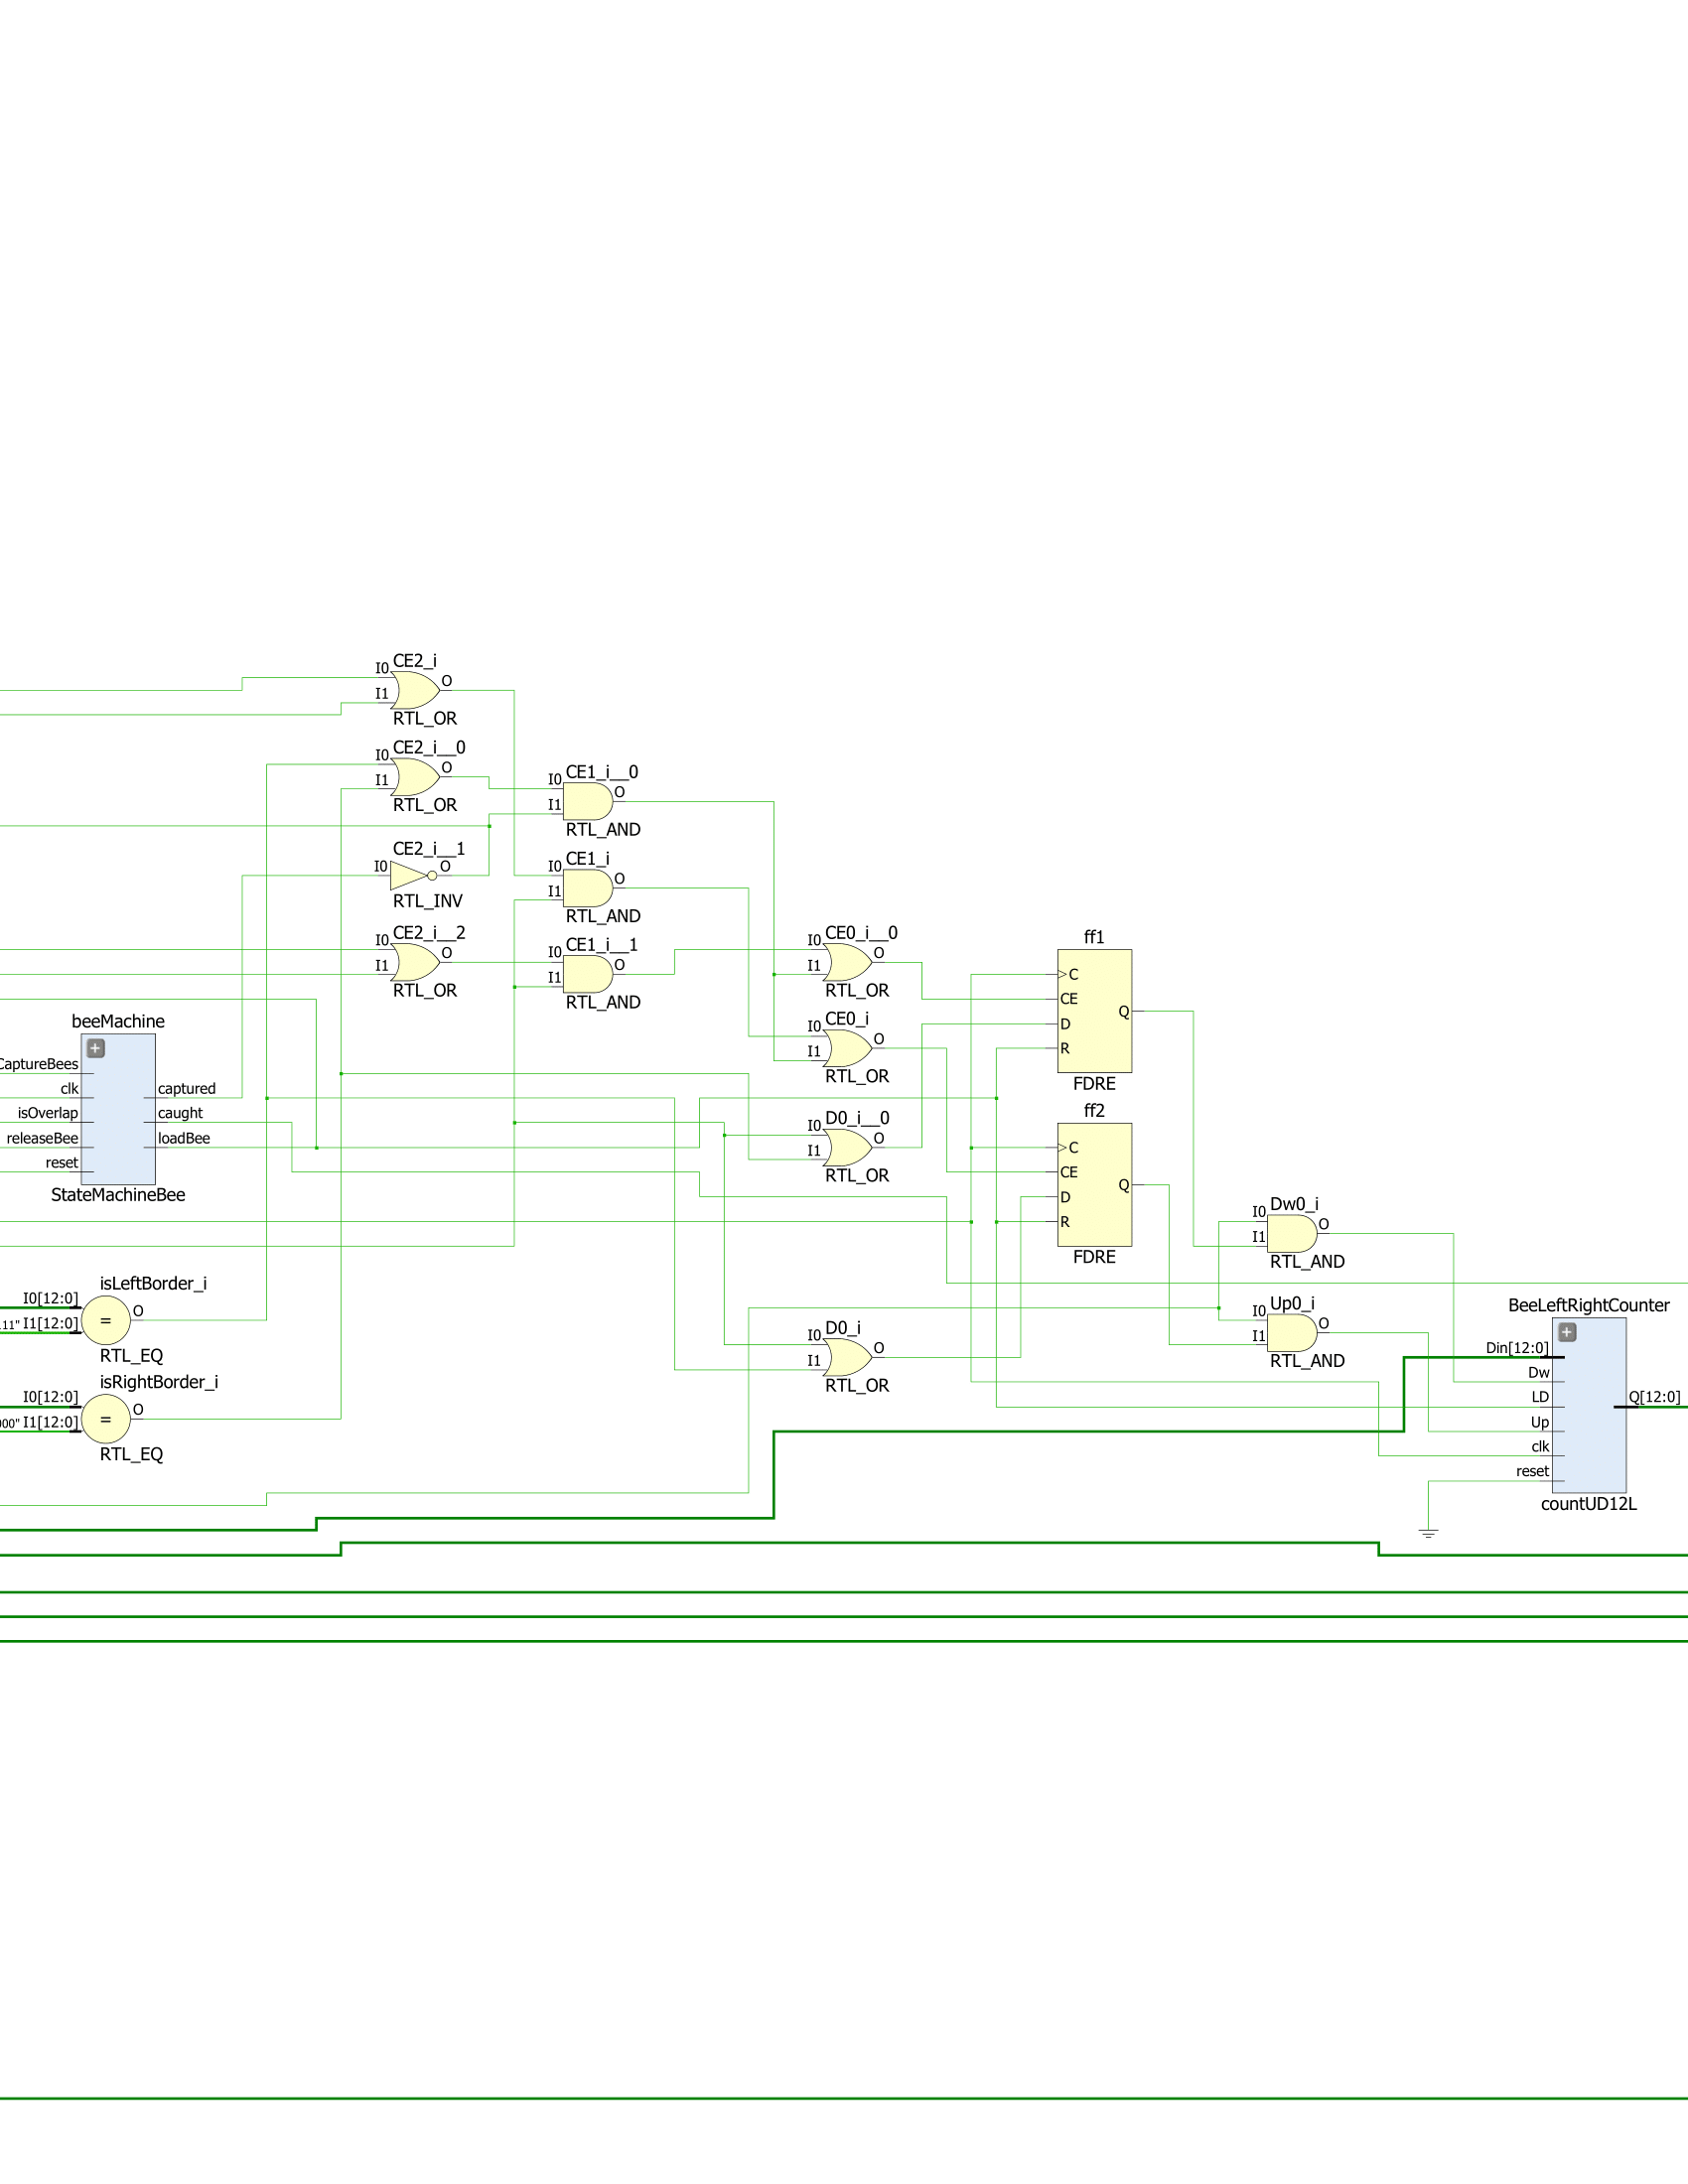 CE2_i
I0
O
I1
RTL_OR
CE2_i__0
I0
O
I1
RTL_OR
CE1_i__0
I0
O
I1
RTL_AND
CE2_i__1
I0
O
RTL_INV
CE1_i
I0
O
I1
RTL_AND
CE2_i__2
I0
O
I1
RTL_OR
CE1_i__1
I0
O
I1
RTL_AND
CE0_i__0
I0
O
I1
RTL_OR
CE0_i
I0
O
I1
RTL_OR
ff1
C
CE
D
R
Q
FDRE
beeMachine
CaptureBees
clk
isOverlap
releaseBee
reset
captured
caught
loadBee
StateMachineBee
D0_i__0
I0
O
I1
RTL_OR
ff2
C
CE
D
R
Q
FDRE
Dw0_i
I0
O
I1
RTL_AND
isLeftBorder_i
I0[12:0]
11" I1[12:0]
=
O
RTL_EQ
isRightBorder_i
I0[12:0]
00" I1[12:0]
=
O
RTL_EQ
D0_i
I0
O
I1
RTL_OR
Up0_i
I0
O
I1
RTL_AND
BeeLeftRightCounter
Din[12:0]
Dw
LD
Up
clk
reset
Q[12:0]
countUD12L